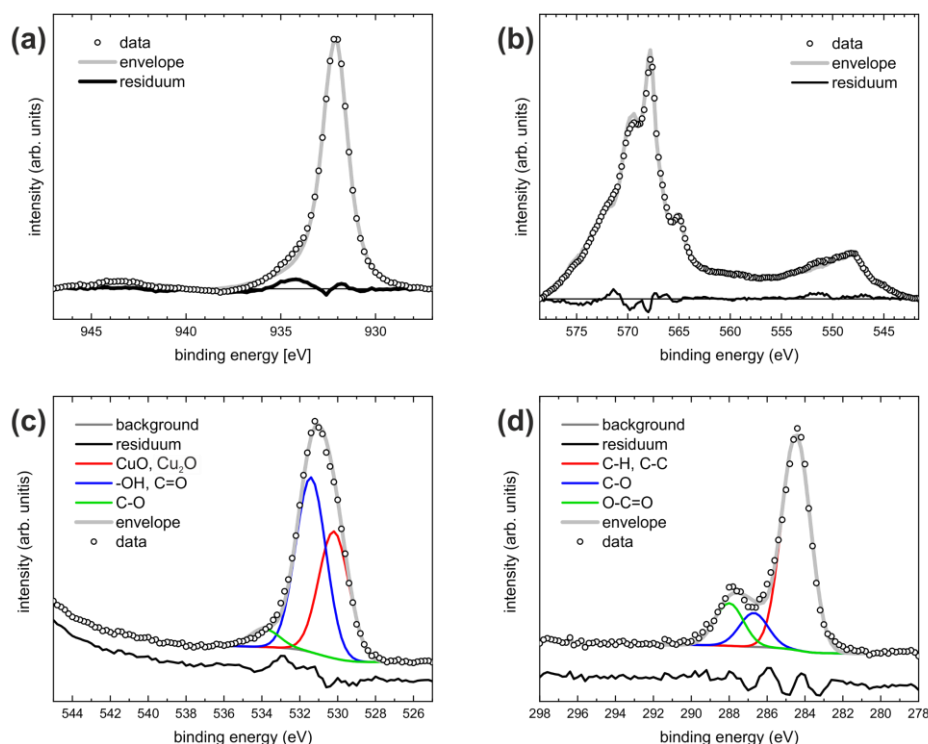 (a)
data
envelope
residuum
intensity (arb. units)
945 940 935 930
binding energy [eV]
(b)
data
envelope
residuum
intensity (arb. units)
575 570 565 560 555 550 545
binding energy (eV)
(c)
background
residuum
CuO, Cu₂O
-OH, C=O
C-O
envelope
data
intensity (arb. unitis)
544 542 540 538 536 534 532 530 528 526
binding energy (eV)
(d)
background
residuum
C-H, C-C
C-O
O-C=O
envelope
data
intensity (arb. units)
298 296 294 292 290 288 286 284 282 280 278
binding energy (eV)